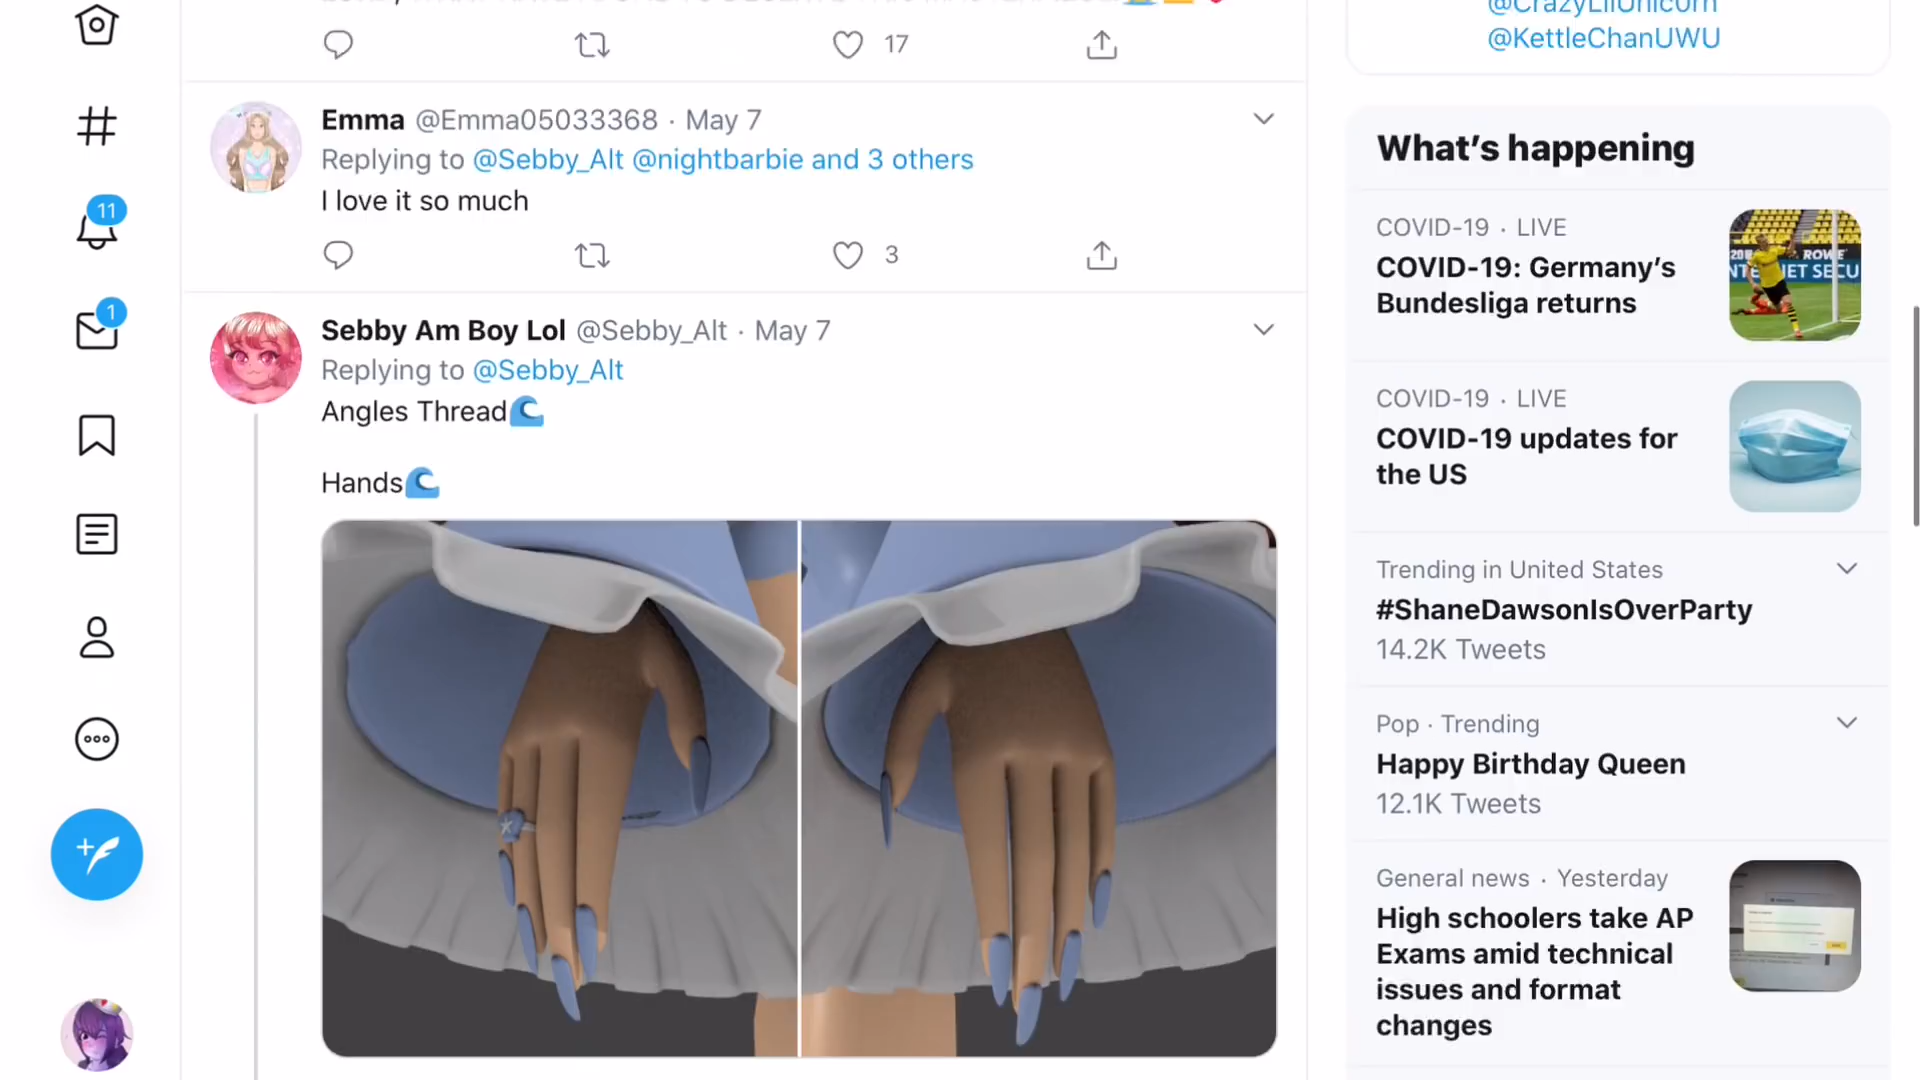 17
Emma @Emma05033368 · May 7
Replying to @Sebby_Alt @nightbarbie and 3 others
I love it so much
3
Sebby Am Boy Lol @Sebby_Alt · May 7
Replying to @Sebby_Alt
Angles Thread🌊
Hands🌊
11
1
@CrazyLilUnic0rn
@KettleChanUWU
What's happening
COVID-19 · LIVE
COVID-19: Germany's
Bundesliga returns
COVID-19 · LIVE
COVID-19 updates for
the US
Trending in United States
#ShaneDawsonIsOverParty
14.2K Tweets
Pop · Trending
Happy Birthday Queen
12.1K Tweets
General news · Yesterday
High schoolers take AP
Exams amid technical
issues and format
changes